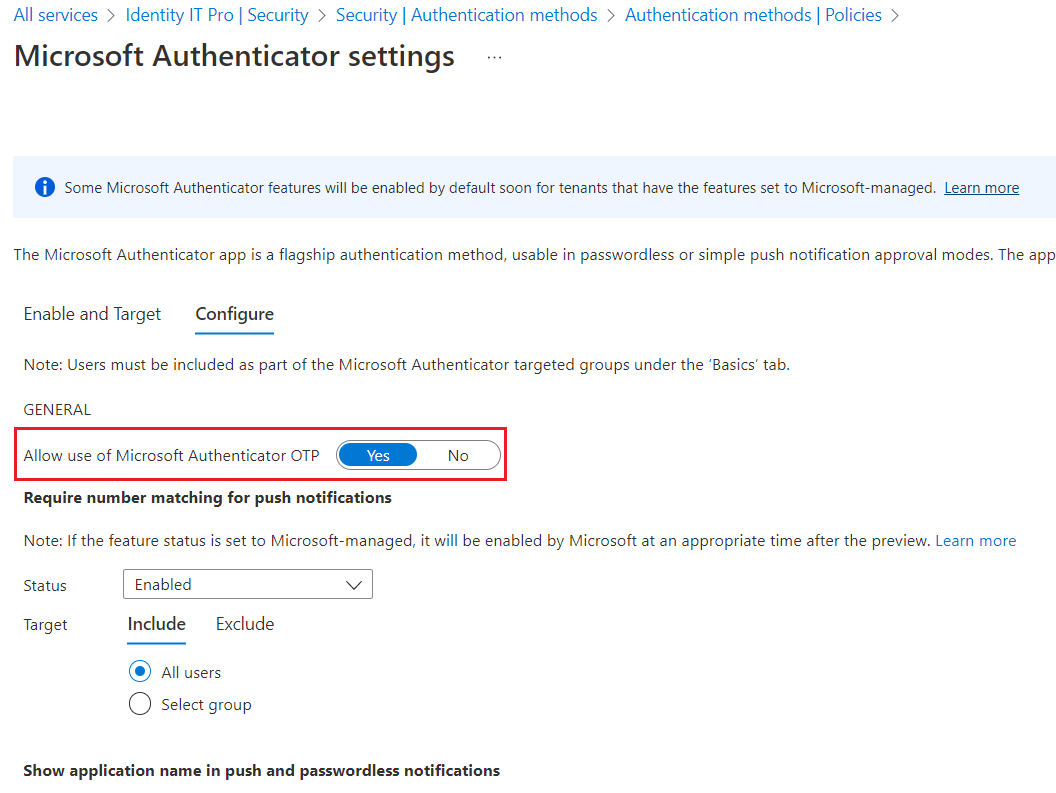 All services > Identity IT Pro | Security > Security | Authentication methods > Authentication methods | Policies >
Microsoft Authenticator settings ...
Some Microsoft Authenticator features will be enabled by default soon for tenants that have the features set to Microsoft-managed. Learn more
The Microsoft Authenticator app is a flagship authentication method, usable in passwordless or simple push notification approval modes. The app
Enable and Target Configure
Note: Users must be included as part of the Microsoft Authenticator targeted groups under the ‘Basics’ tab.
GENERAL
Allow use of Microsoft Authenticator OTP Yes No
Require number matching for push notifications
Note: If the feature status is set to Microsoft-managed, it will be enabled by Microsoft at an appropriate time after the preview. Learn more
Status Enabled
Target Include Exclude
All users
Select group
Show application name in push and passwordless notifications